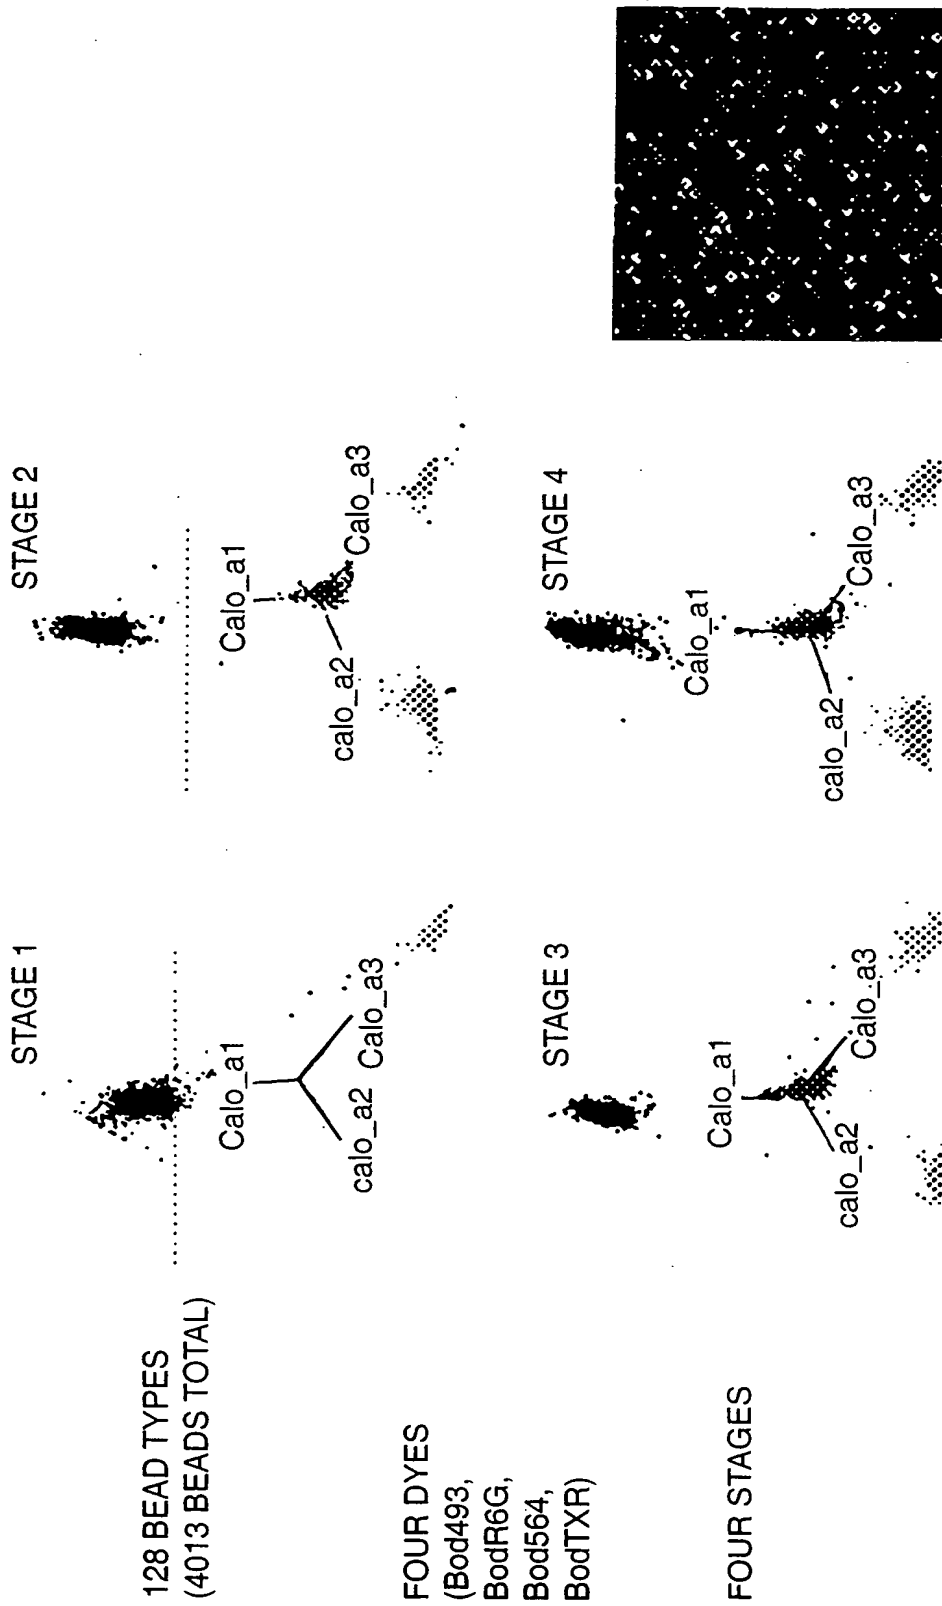 128 BEAD TYPES
(4013 BEADS TOTAL)
FOUR DYES
(Bod493,
BodR6G,
Bod564,
BodTXR)
FOUR STAGES
STAGE 1
Calo_a1
calo_a2
Calo_a3
STAGE 2
Calo_a1
calo_a2
Calo_a3
STAGE 3
Calo_a1
calo_a2
Calo_a3
STAGE 4
Calo_a1
calo_a2
Calo_a3